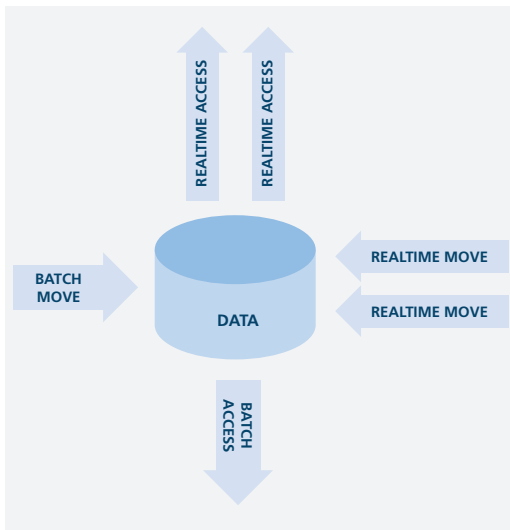 REALTIME ACCESS
REALTIME ACCESS
BATCH
MOVE
DATA
REALTIME MOVE
REALTIME MOVE
BATCH
ACCESS